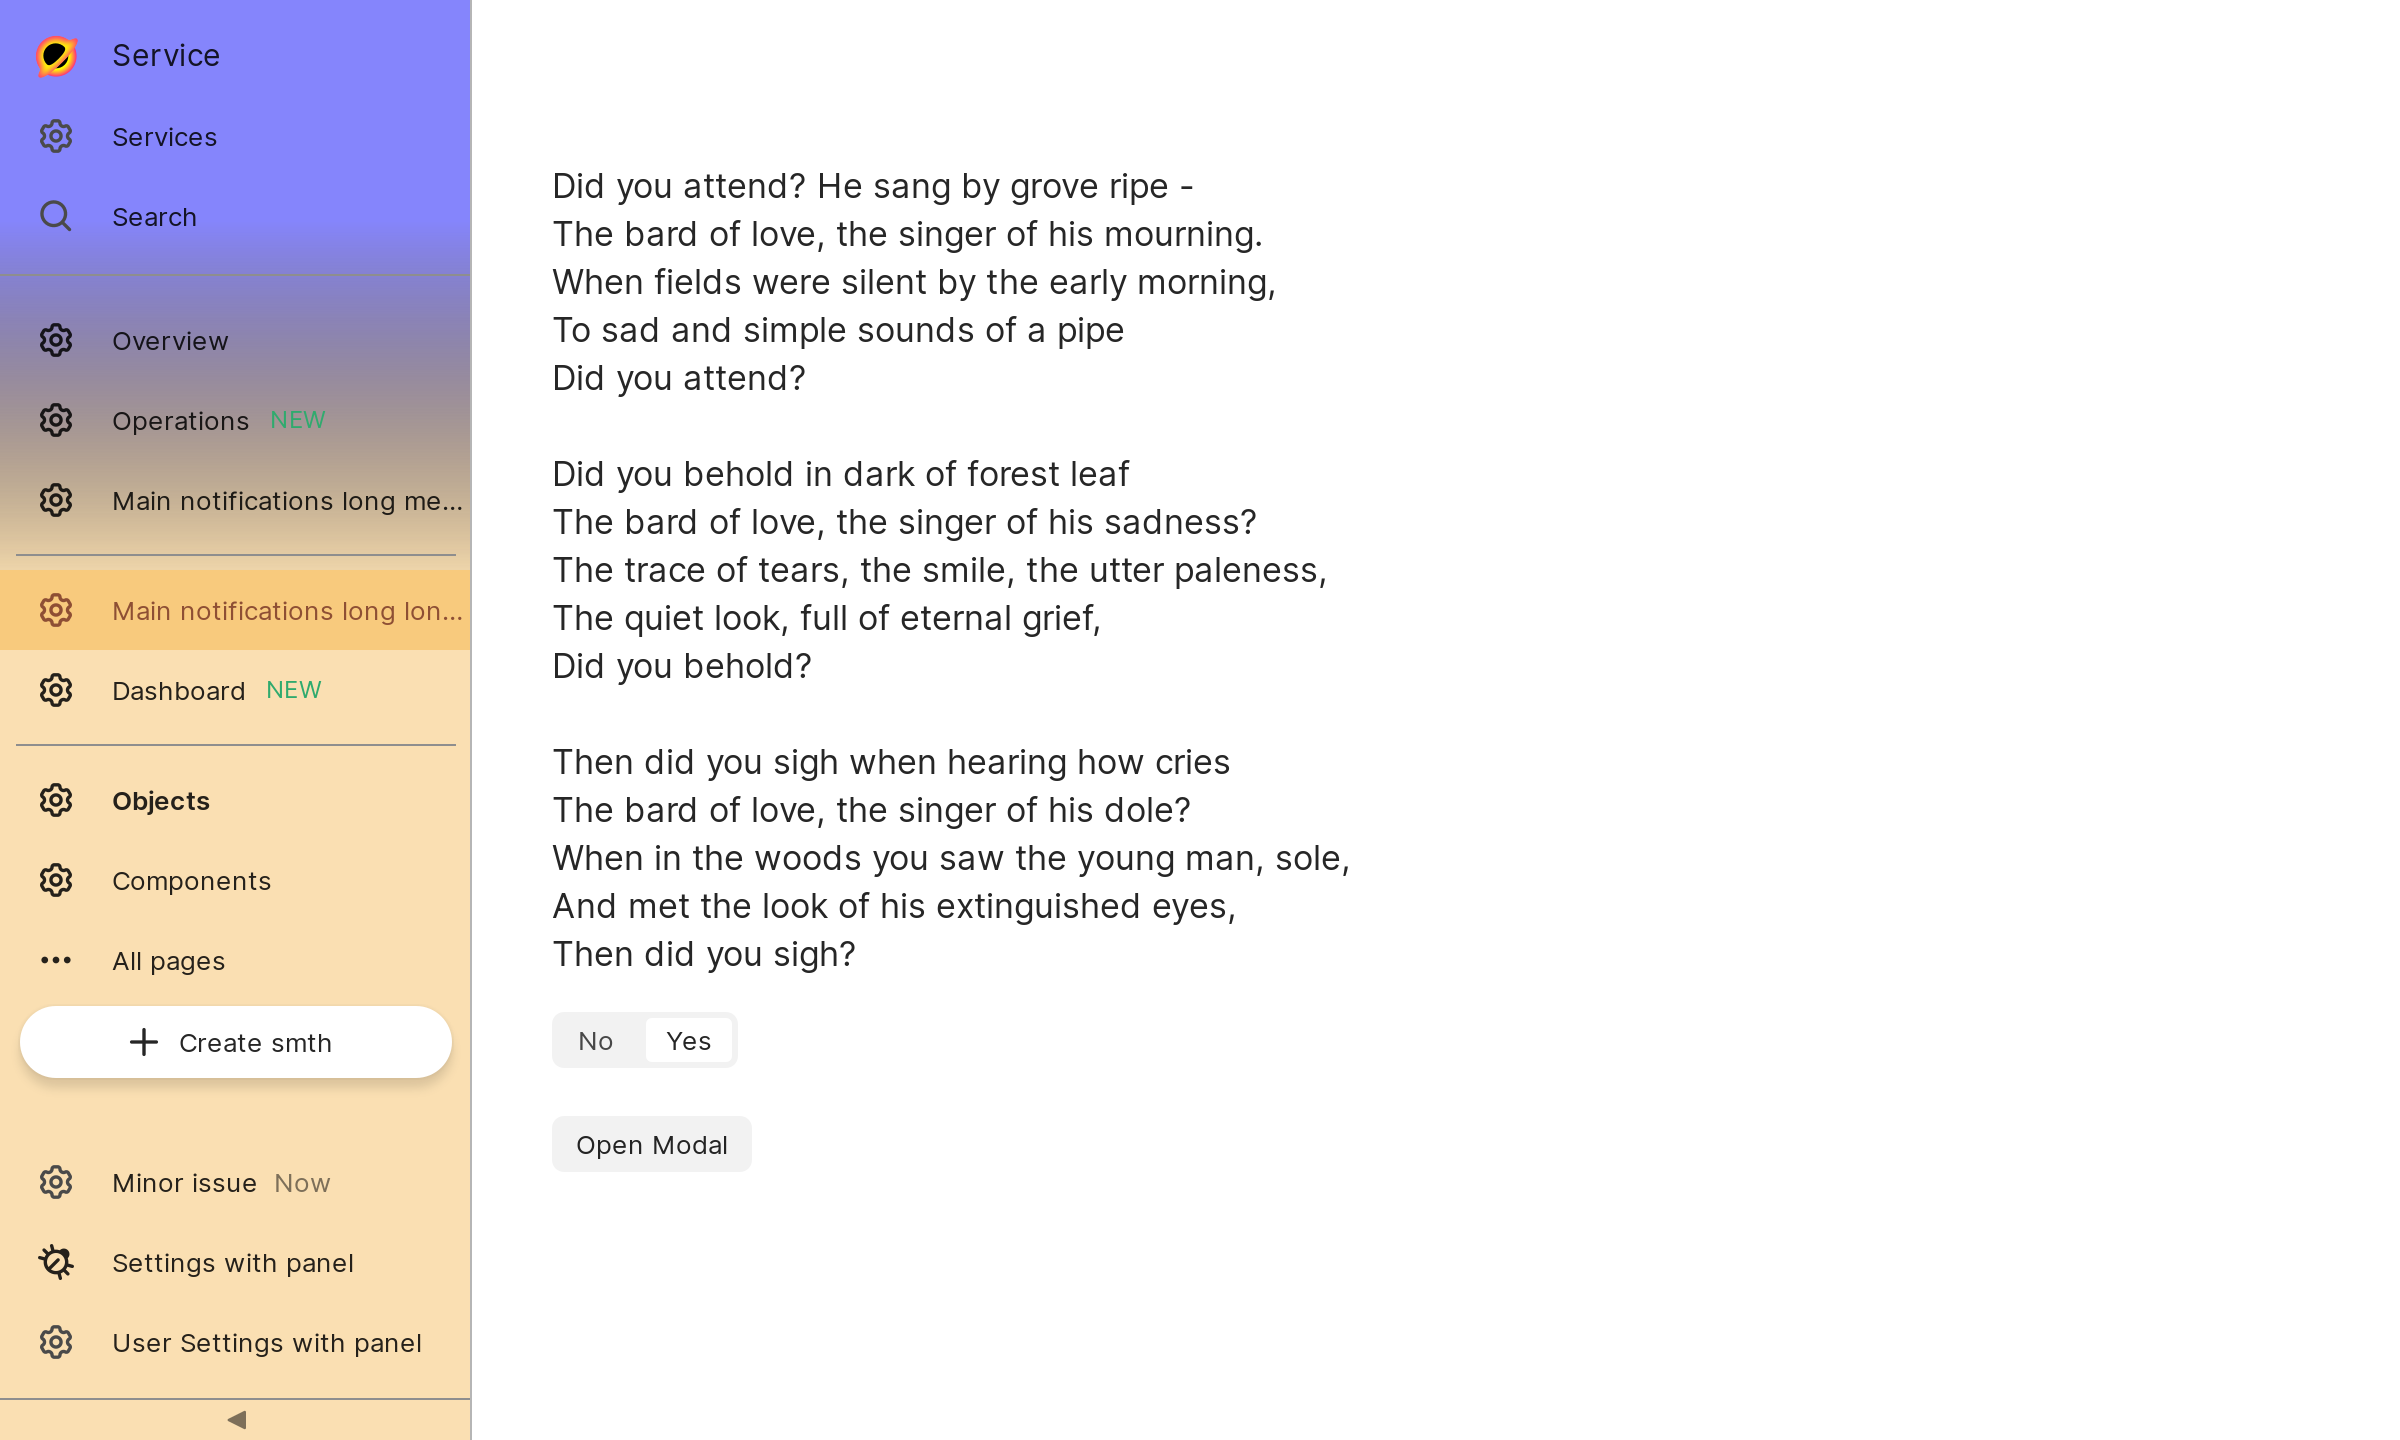 Service
Services
Search
Overview
Operations NEW
Main notifications long me...
Main notifications long lon...
Dashboard NEW
Objects
Components
All pages
Create smth
Minor issue Now
Settings with panel
User Settings with panel
Did you attend? He sang by grove ripe -
The bard of love, the singer of his mourning.
When fields were silent by the early morning,
To sad and simple sounds of a pipe
Did you attend?
Did you behold in dark of forest leaf
The bard of love, the singer of his sadness?
The trace of tears, the smile, the utter paleness,
The quiet look, full of eternal grief,
Did you behold?
Then did you sigh when hearing how cries
The bard of love, the singer of his dole?
When in the woods you saw the young man, sole,
And met the look of his extinguished eyes,
Then did you sigh?
No Yes
Open Modal